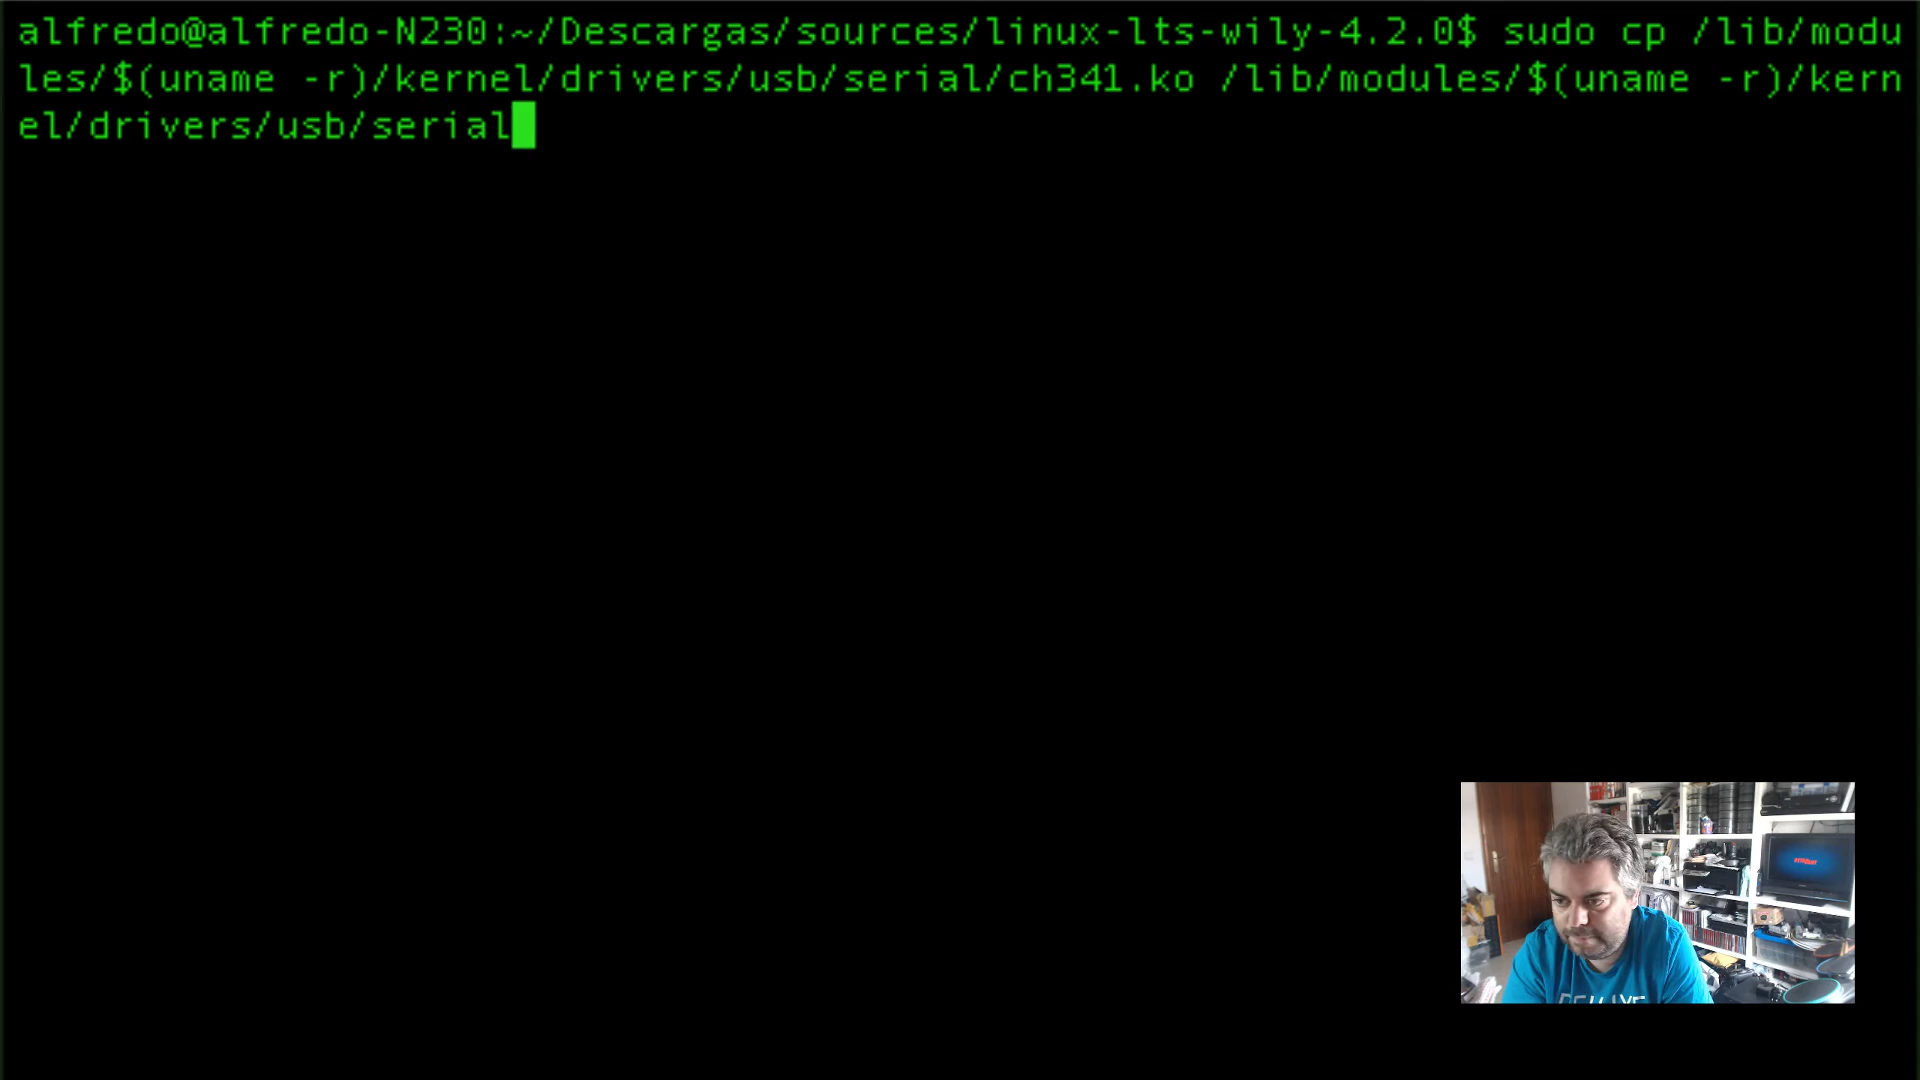 alfredo@alfredo-N230:~/Descargas/sources/linux-lts-wily-4.2.0$ sudo cp /lib/modu
les/$(uname -r)/kernel/drivers/usb/serial/ch341.ko /lib/modules/$(uname -r)/kern
el/drivers/usb/serial